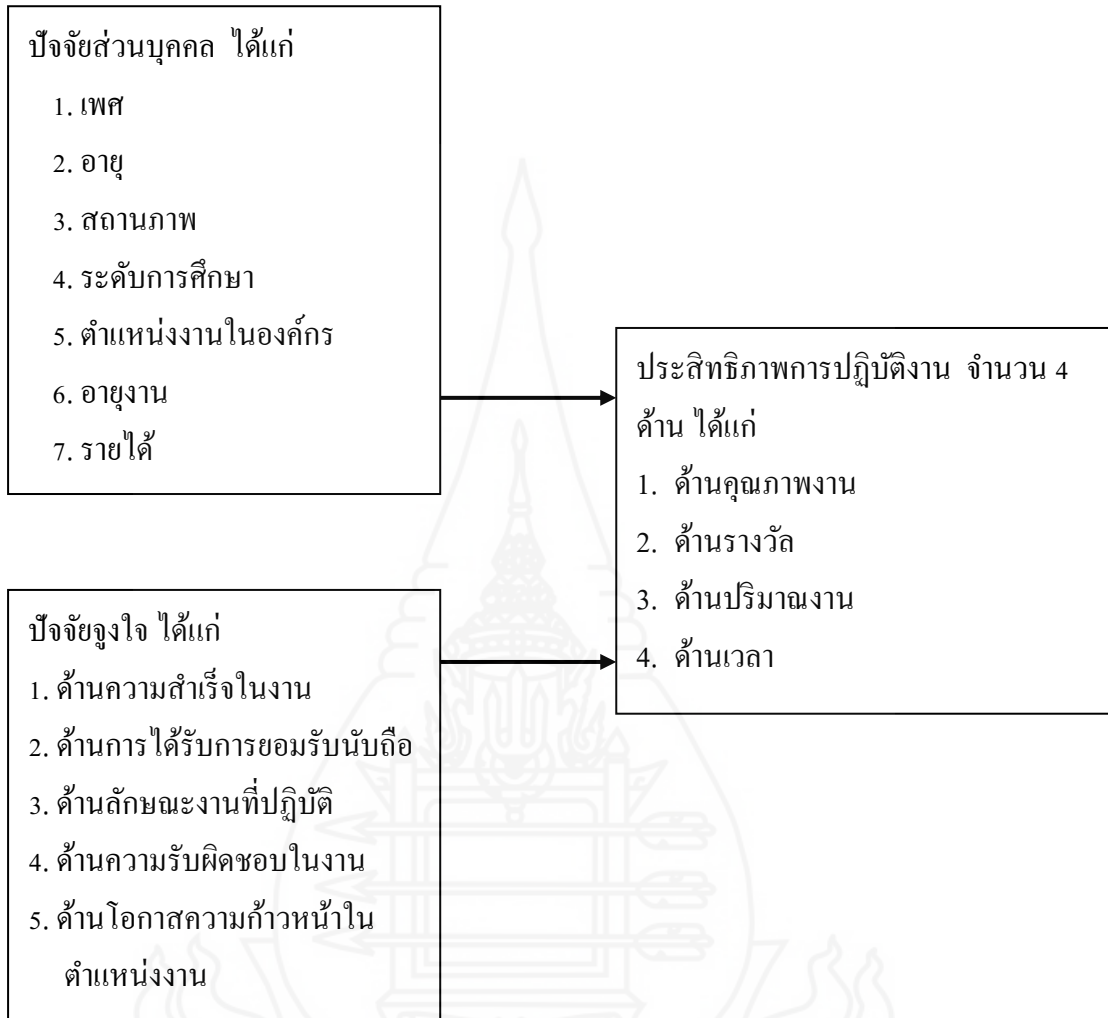 ปัจจัยส่วนบุคคล ได้แก่
1. เพศ
2. อายุ
3. สถานภาพ
4. ระดับการศึกษา
5. ตำแหน่งงานในองค์กร
6. อายุงาน
7. รายได้
ปัจจัยจูงใจ ได้แก่
1. ด้านความสำเร็จในงาน
2. ด้านการได้รับการยอมรับนับถือ
3. ด้านลักษณะงานที่ปฏิบัติ
4. ด้านความรับผิดชอบในงาน
5. ด้านโอกาสความก้าวหน้าใน
ตำแหน่งงาน
ประสิทธิภาพการปฏิบัติงาน จำนวน 4
ด้าน ได้แก่
1. ด้านคุณภาพงาน
2. ด้านรางวัล
3. ด้านปริมาณงาน
4. ด้านเวลา